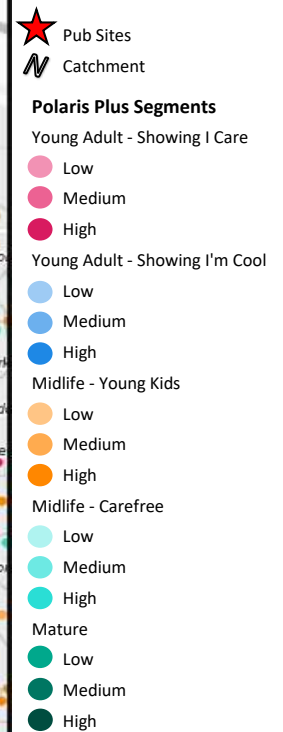 Pub Sites
Catchment
Polaris Plus Segments
Young Adult - Showing I Care
Low
Medium
High
Young Adult - Showing I'm Cool
Low
Medium
High
Midlife - Young Kids
Low
Medium
High
Midlife - Carefree
Low
Medium
High
Mature
Low
Medium
High